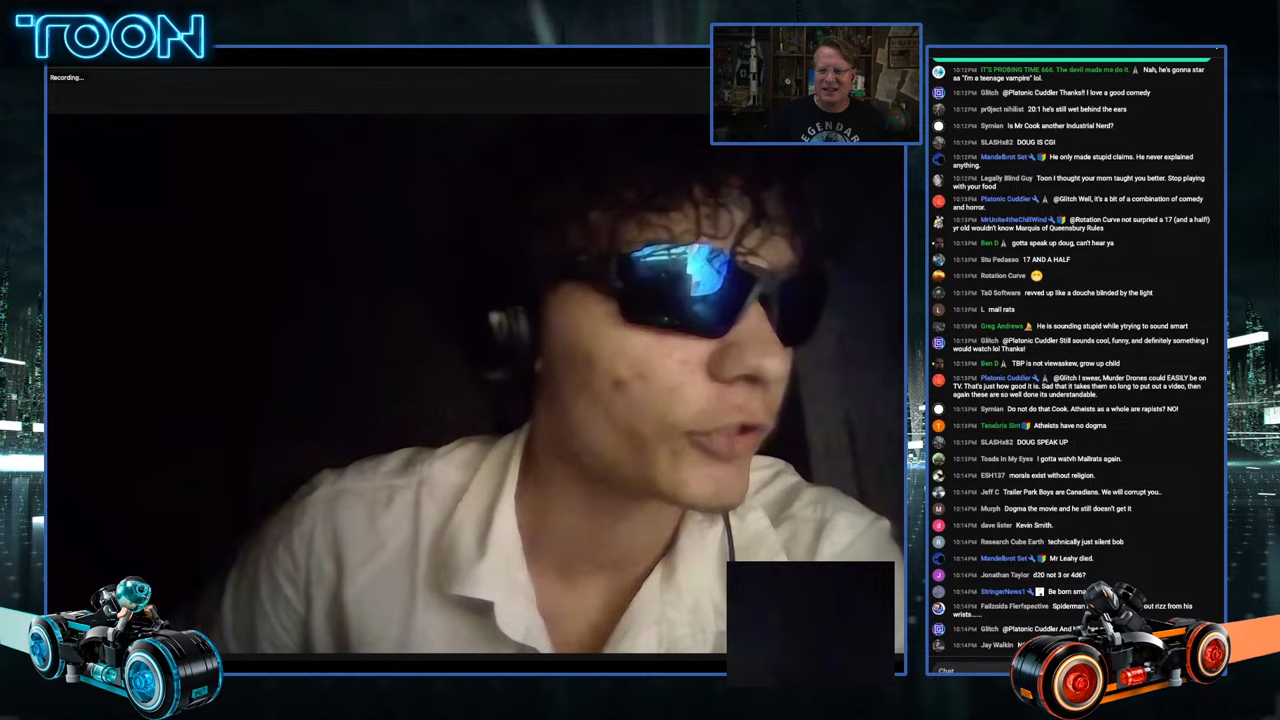 TOON
Recording...
LEGENDAR
10:12PM IT'S PROBING TIME 666. The devil made me do it. Nah, he's gonna star
as "I'm a teenage vampire" lol.
10:12PM Glitch @Platonic Cuddler Thanks!! I love a good comedy
10:12PM pr0ject nihilist 20:1 he's still wet behind the ears
10:12PM Symian Is Mr Cook another Industrial Nerd?
10:12PM SLASHx82 DOUG IS CGI
10:12PM Mandelbrot Set He only made stupid claims. He never explained
anything.
10:12PM Legally Blind Guy Toon I thought your mom taught you better. Stop playing
with your food
10:13PM Platonic Cuddler @Glitch Well, it's a bit of a combination of comedy
and horror.
10:13PM MrUnite4theChillWind @Rotation Curve not surpried a 17 (and a half!)
yr old wouldn't know Marquis of Queensbury Rules
10:13PM Ben D gotta speak up doug, can't hear ya
10:13PM Stu Pedasso 17 AND A HALF
10:13PM Rotation Curve
10:13PM Ta0 Software revved up like a douche blinded by the light
10:13PM L mall rats
10:13PM Greg Andrews He is sounding stupid while ytrying to sound smart
10:13PM Glitch @Platonic Cuddler Still sounds cool, funny, and definitely something I
would watch lol Thanks!
10:13PM Ben D TBP is not viewaskew, grow up child
10:13PM Platonic Cuddler @Glitch I swear, Murder Drones could EASILY be on
TV. That's just how good it is. Sad that it takes them so long to put out a video, then
again these are so well done its understandable.
10:13PM Symian Do not do that Cook. Atheists as a whole are rapists? NO!
10:13PM Tenebris Sint Atheists have no dogma
10:13PM SLASHx82 DOUG SPEAK UP
10:13PM Toads In My Eyes I gotta watvh Mallrats again.
10:14PM ESH137 morals exist without religion.
10:14PM Jeff C Trailer Park Boys are Canadians. We will corrupt you..
10:14PM Murph Dogma the movie and he still doesn't get it
10:14PM dave lister Kevin Smith.
10:14PM Research Cube Earth technically just silent bob
10:14PM Mandelbrot Set Mr Leahy died.
10:14PM Jonathan Taylor d20 not 3 or 4d6?
10:14PM StringerNews1 Be born
10:14PM Failzoids Flerfspective Spiderman out rizz from his
wrists......
10:14PM Glitch @Platonic Cuddler And
10:14PM Jay Walkin
Chat